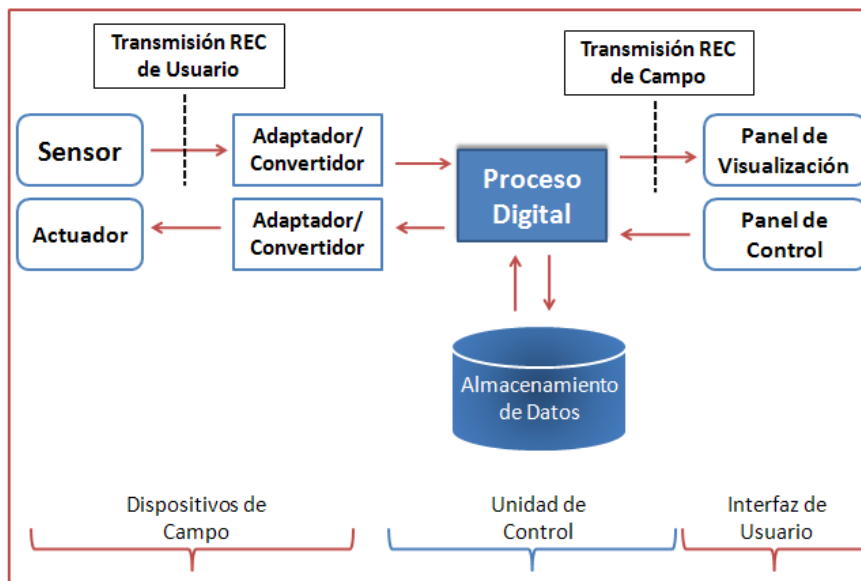 Transmisión REC
de Usuario
Transmisión REC
de Campo
Sensor
Adaptador/
Convertidor
Proceso
Digital
Panel de
Visualización
Actuador
Adaptador/
Convertidor
Panel de
Control
Almacenamiento
de Datos
Dispositivos de
Campo
Unidad de
Control
Interfaz de
Usuario